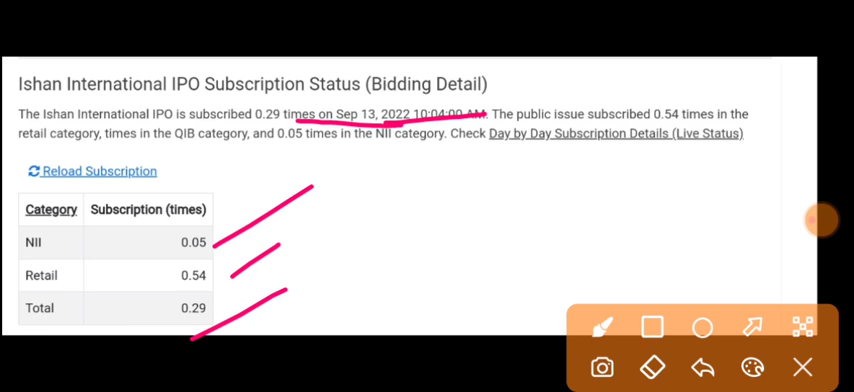 Ishan International IPO Subscription Status (Bidding Detail)
The Ishan International IPO is subscribed 0.29 times on Sep 13, 2022 10:04:00 AM. The public issue subscribed 0.54 times in the
retail category, times in the QIB category, and 0.05 times in the NII category. Check Day by Day Subscription Details (Live Status)
Reload Subscription
Category Subscription (times)
NII 0.05
Retail 0.54
Total 0.29